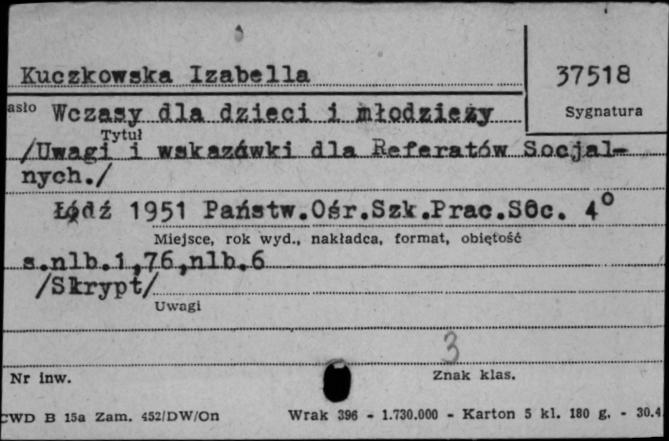 Kuczkowska Izabella
37518
asło Wczasy dla dzieci i młodzieży
Sygnatura
Tytuł
/Uwagi i wskazówki dla Referatów Socjal-
nych./
Łódź 1951 Państw.Ośr.Szk.Prac.Soc. 4°
Miejsce, rok wyd., nakładca, format, obiętość
s.nlb.1,76,nlb.6
/Skrypt/
Uwagi
3
Nr inw.
Znak klas.
CWD B 15a Zam. 452/DW/On Wrak 396 - 1.730.000 - Karton 5 kl. 180 g. - 30.4